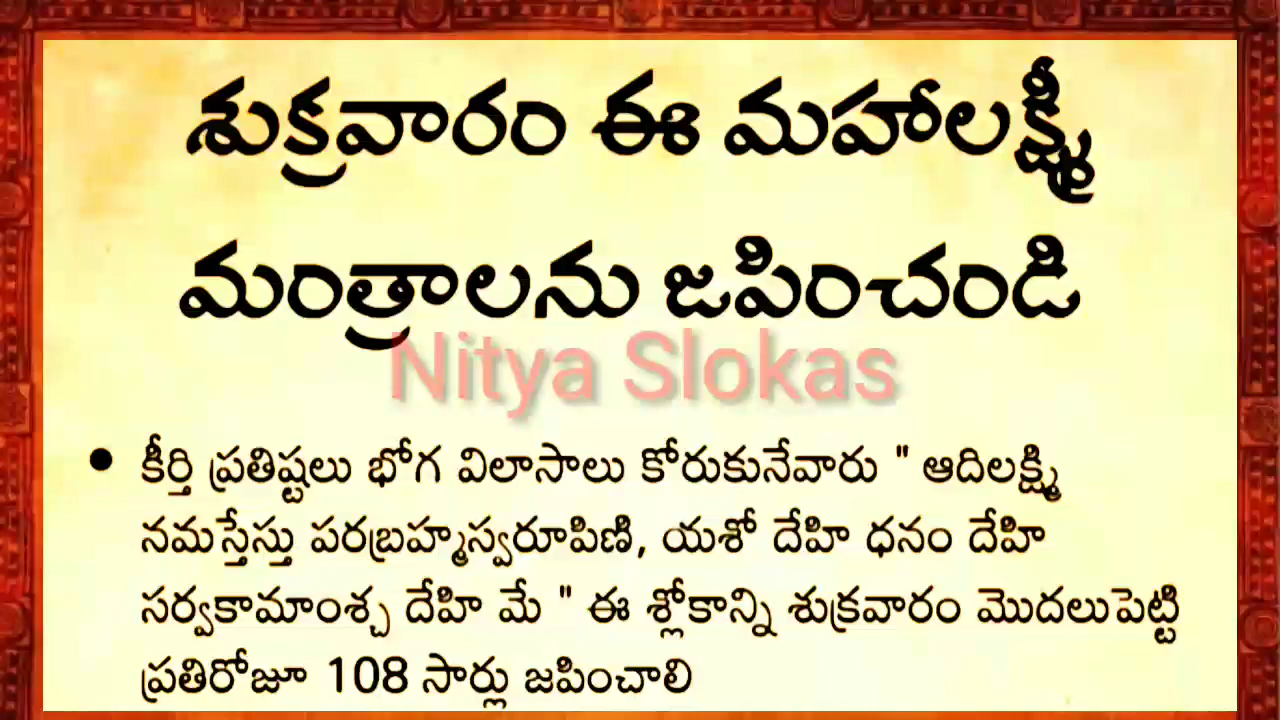 శుక్రవారం ఈ మహాలక్ష్మీ
మంత్రాలను జపించండి
Nitya Slokas
• కీర్తి ప్రతిష్టలు భోగ విలాసాలు కోరుకునేవారు " ఆదిలక్ష్మి
నమస్తేస్తు పరబ్రహ్మస్వరూపిణి, యశో దేహి ధనం దేహి
సర్వకామాంశ్చ దేహి మే " ఈ శ్లోకాన్ని శుక్రవారం మొదలుపెట్టి
ప్రతిరోజూ 108 సార్లు జపించాలి